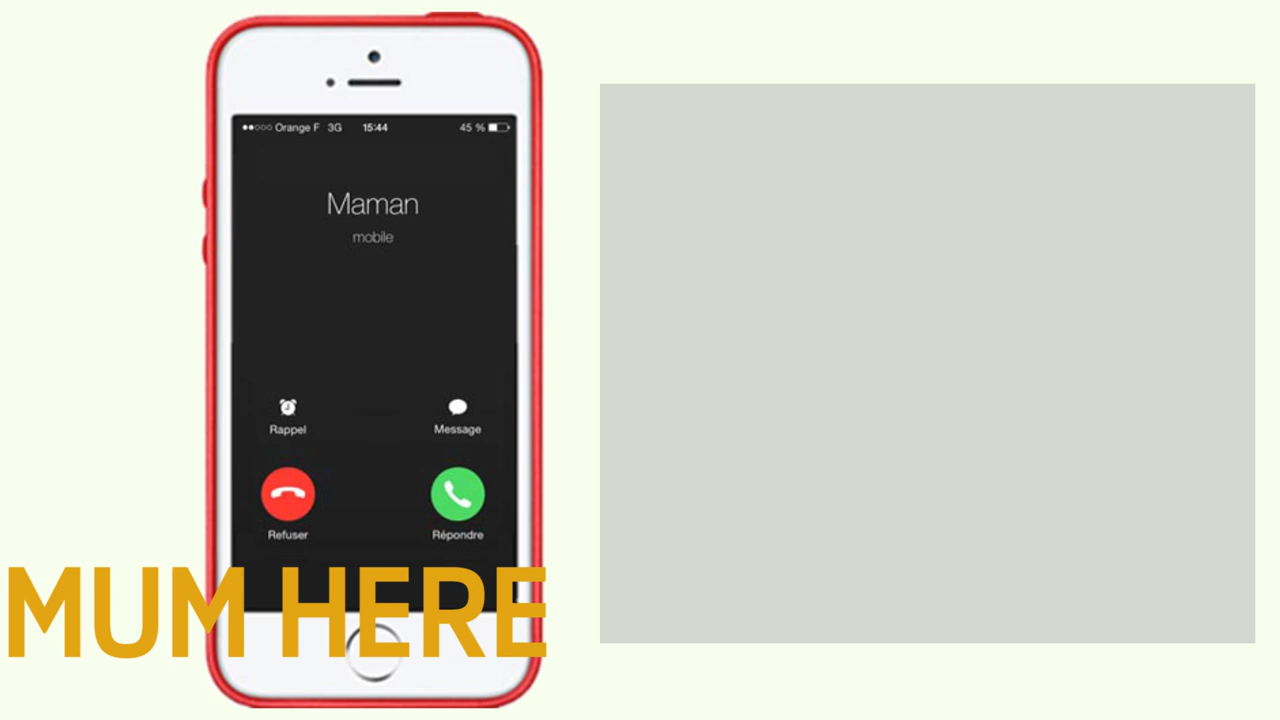 Orange F 3G 15:44 45 %
Maman
mobile
Rappel Message
Refuser Répondre
MUM HERE